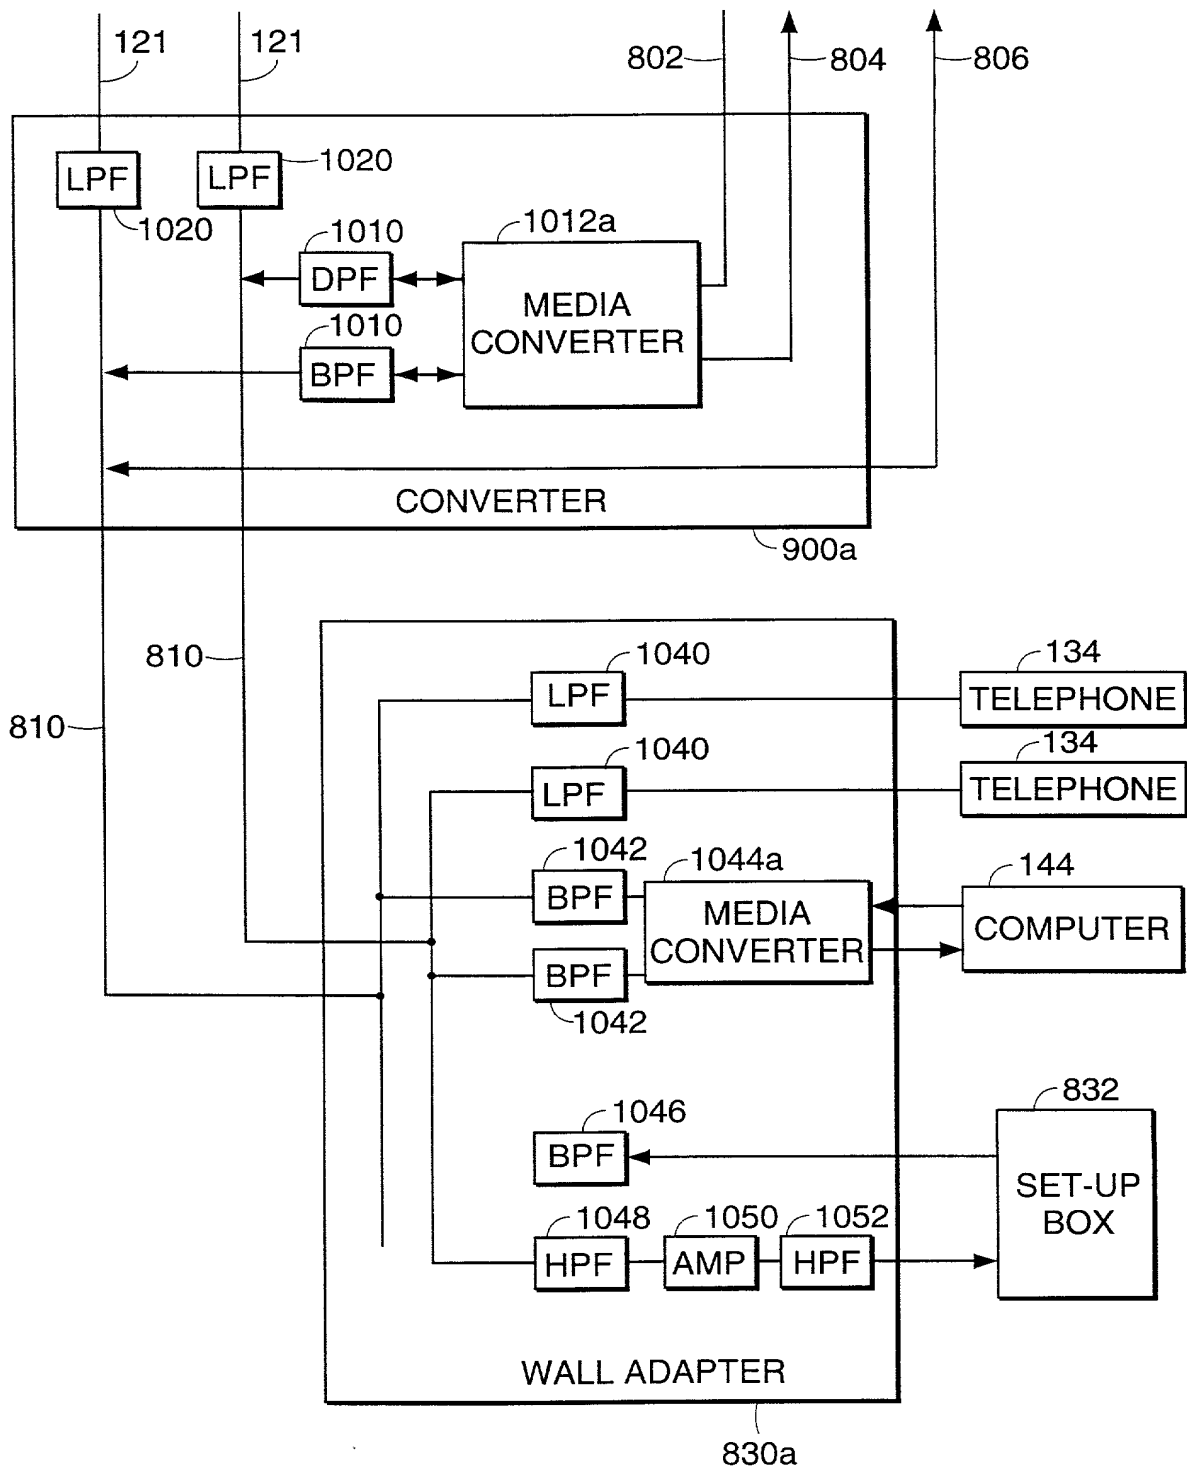 121
121
802
804
806
LPF
LPF
1020
1020
1010
1012a
DPF
MEDIA
CONVERTER
1010
BPF
CONVERTER
900a
810
810
1040
LPF
134
TELEPHONE
1040
LPF
134
TELEPHONE
1042
BPF
1044a
MEDIA
CONVERTER
144
COMPUTER
BPF
1042
1046
BPF
832
SET-UP
BOX
1048
HPF
1050
AMP
1052
HPF
WALL ADAPTER
830a